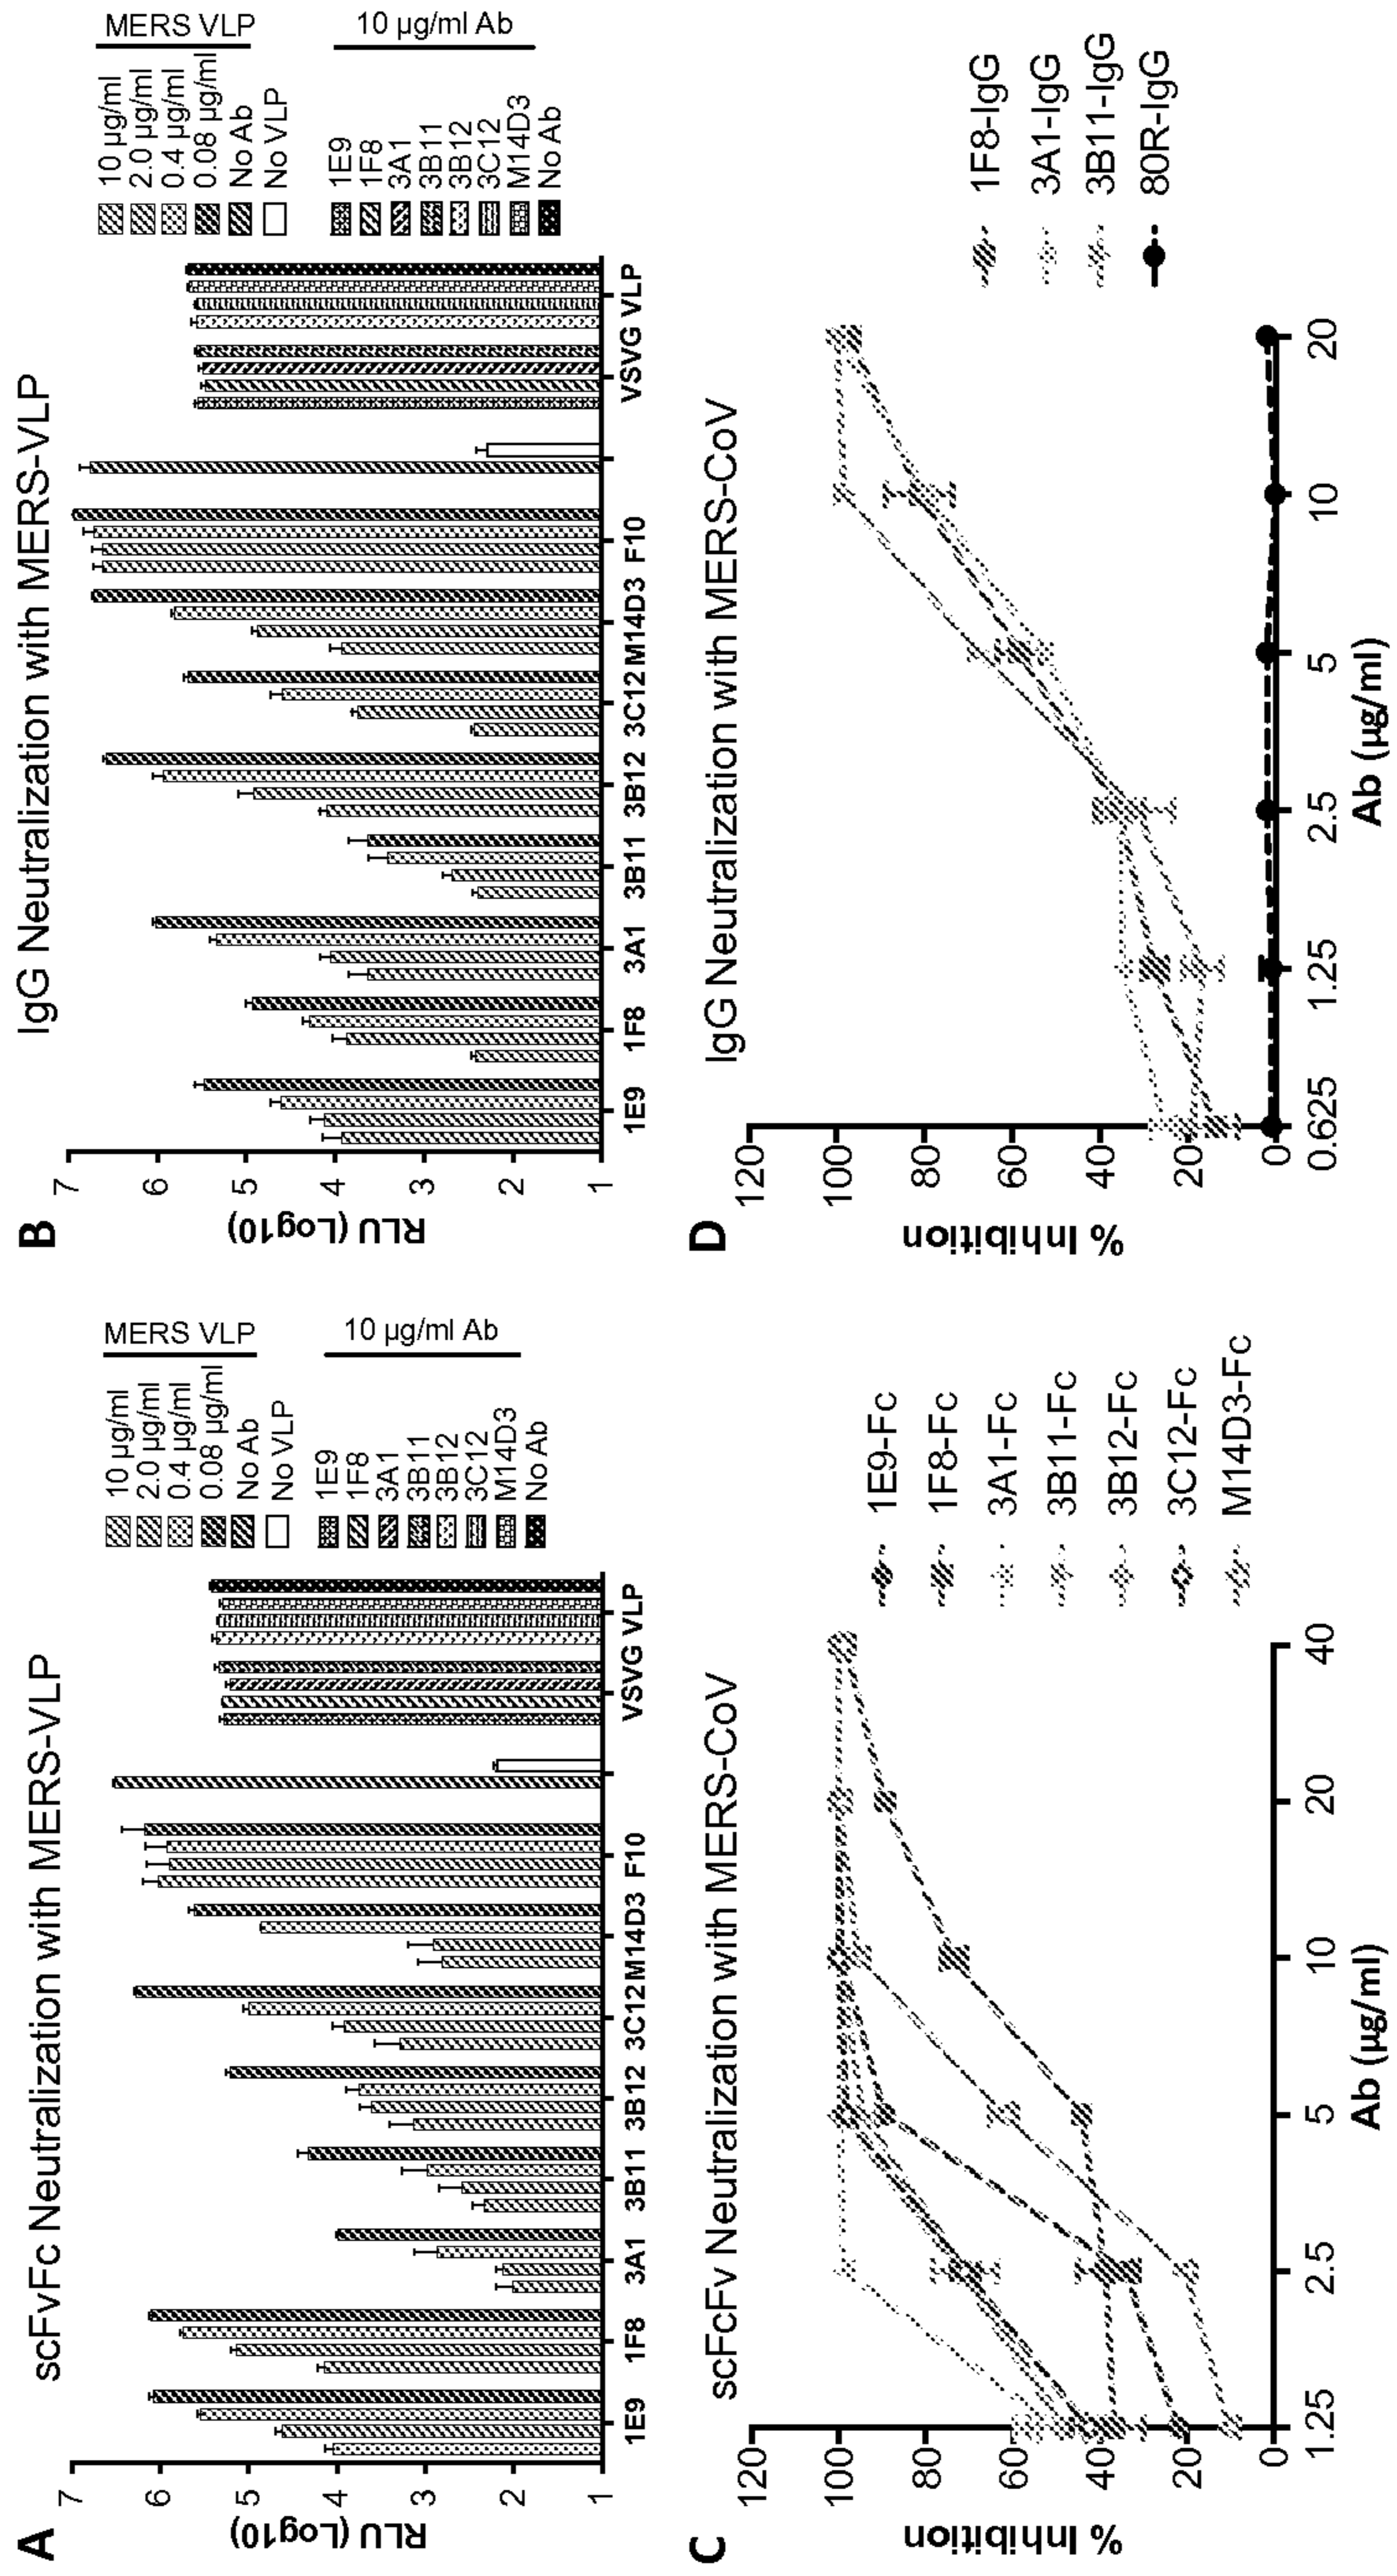 A
scFvFc Neutralization with MERS-VLP
RLU (Log10)
7
6
5
4
3
2
1
1E9
1F8
3A1
3B11
3B12
3C12
M14D3
F10
VSVG VLP
10 µg/ml
2.0 µg/ml
0.4 µg/ml
0.08 µg/ml
No Ab
No VLP
MERS VLP
1E9
1F8
3A1
3B11
3B12
3C12
M14D3
No Ab
10 µg/ml Ab
B
IgG Neutralization with MERS-VLP
RLU (Log10)
7
6
5
4
3
2
1
1E9
1F8
3A1
3B11
3B12
3C12
M14D3
F10
VSVG VLP
10 µg/ml
2.0 µg/ml
0.4 µg/ml
0.08 µg/ml
No Ab
No VLP
MERS VLP
1E9
1F8
3A1
3B11
3B12
3C12
M14D3
No Ab
10 µg/ml Ab
C
scFcFv Neutralization with MERS-CoV
% Inhibition
120
100
80
60
40
20
0
1.25
2.5
5
10
20
40
Ab (µg/ml)
1E9-Fc
1F8-Fc
3A1-Fc
3B11-Fc
3B12-Fc
3C12-Fc
M14D3-Fc
D
IgG Neutralization with MERS-CoV
% Inhibition
120
100
80
60
40
20
0
0.625
1.25
2.5
5
10
20
Ab (µg/ml)
1F8-IgG
3A1-IgG
3B11-IgG
80R-IgG